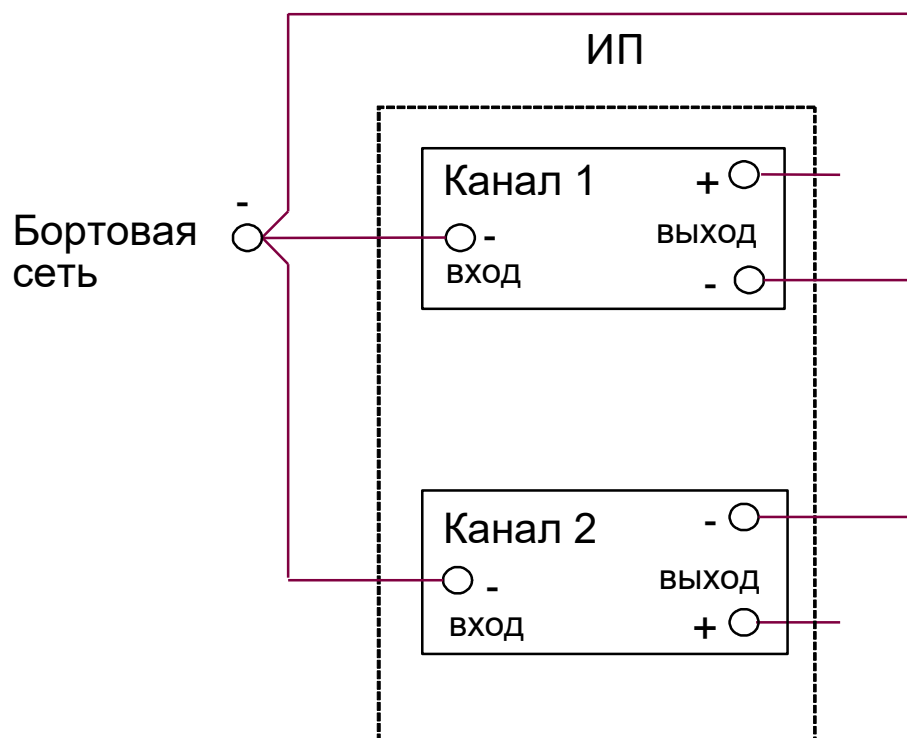 ИП
-
Бортовая
сеть
Канал 1
+
выход
-
вход
-
Канал 2
-
выход
-
вход
+